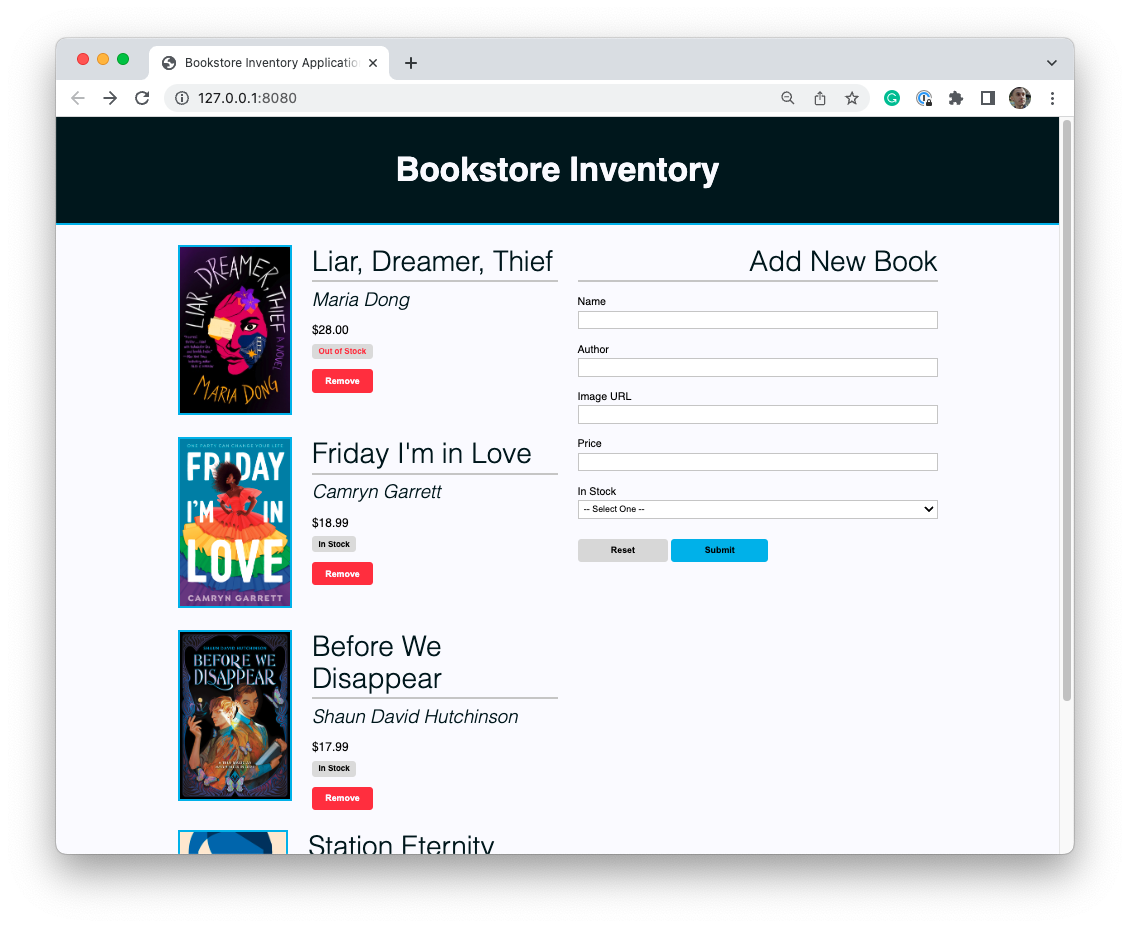 Bookstore Inventory Applicatio
127.0.0.1:8080
Bookstore Inventory
LIAR, DREAMER, THIEF
A NOVEL
MARIA DONG
Liar, Dreamer, Thief
Maria Dong
$28.00
Out of Stock
Remove
ONE PARTY CAN CHANGE YOUR LIFE
FRIDAY
I'M IN
LOVE
CAMRYN GARRETT
Friday I'm in Love
Camryn Garrett
$18.99
In Stock
Remove
SHAUN DAVID HUTCHINSON
BEFORE WE
DISAPPEAR
Before We
Disappear
Shaun David Hutchinson
$17.99
In Stock
Remove
Station Eternity
Add New Book
Name
Author
Image URL
Price
In Stock
-- Select One --
Reset
Submit